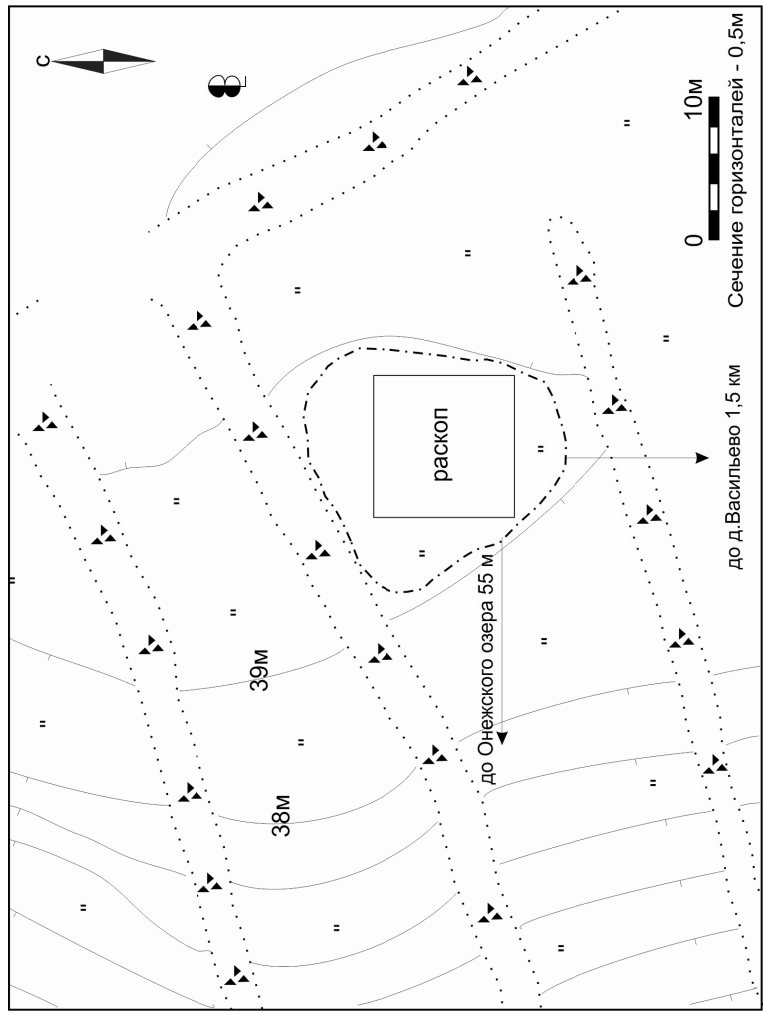 С
39м
38м
раскоп
до Онежского озера 55 м
до д.Васильево 1,5 км
0 10м
Сечение горизонталей - 0,5м